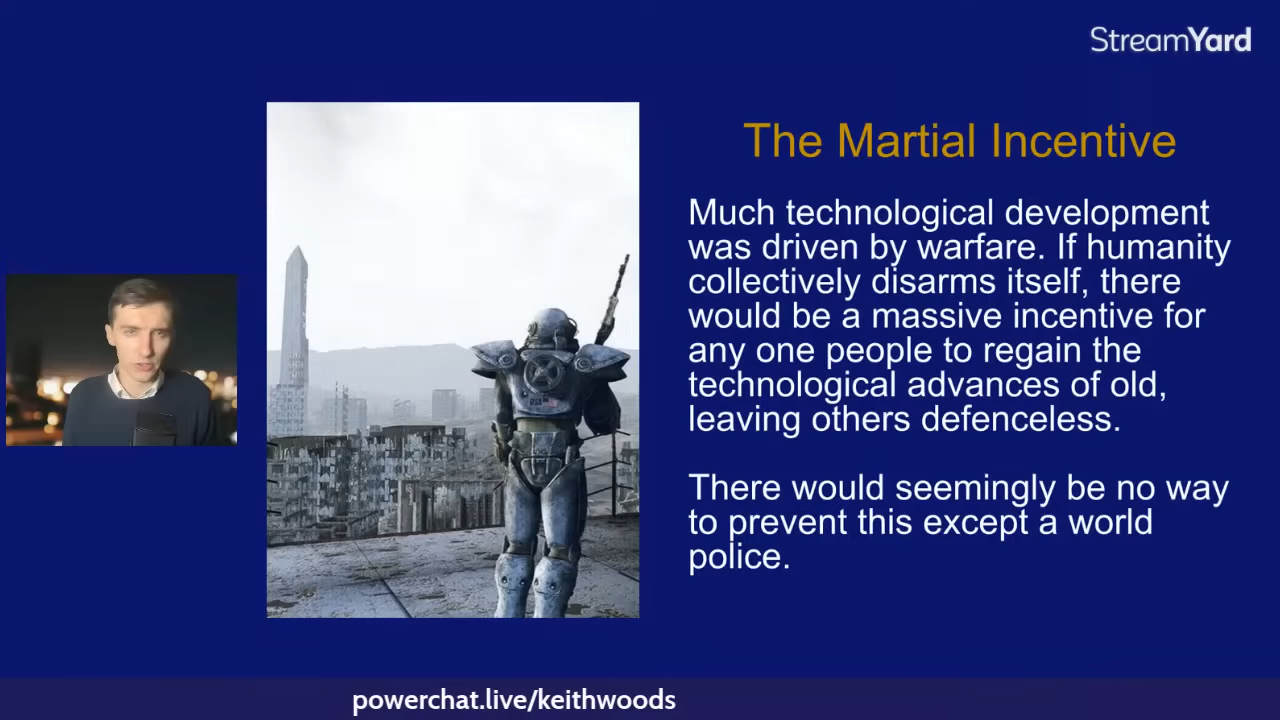 StreamYard
The Martial Incentive
Much technological development
was driven by warfare. If humanity
collectively disarms itself, there
would be a massive incentive for
any one people to regain the
technological advances of old,
leaving others defenceless.
There would seemingly be no way
to prevent this except a world
police.
powerchat.live/keithwoods